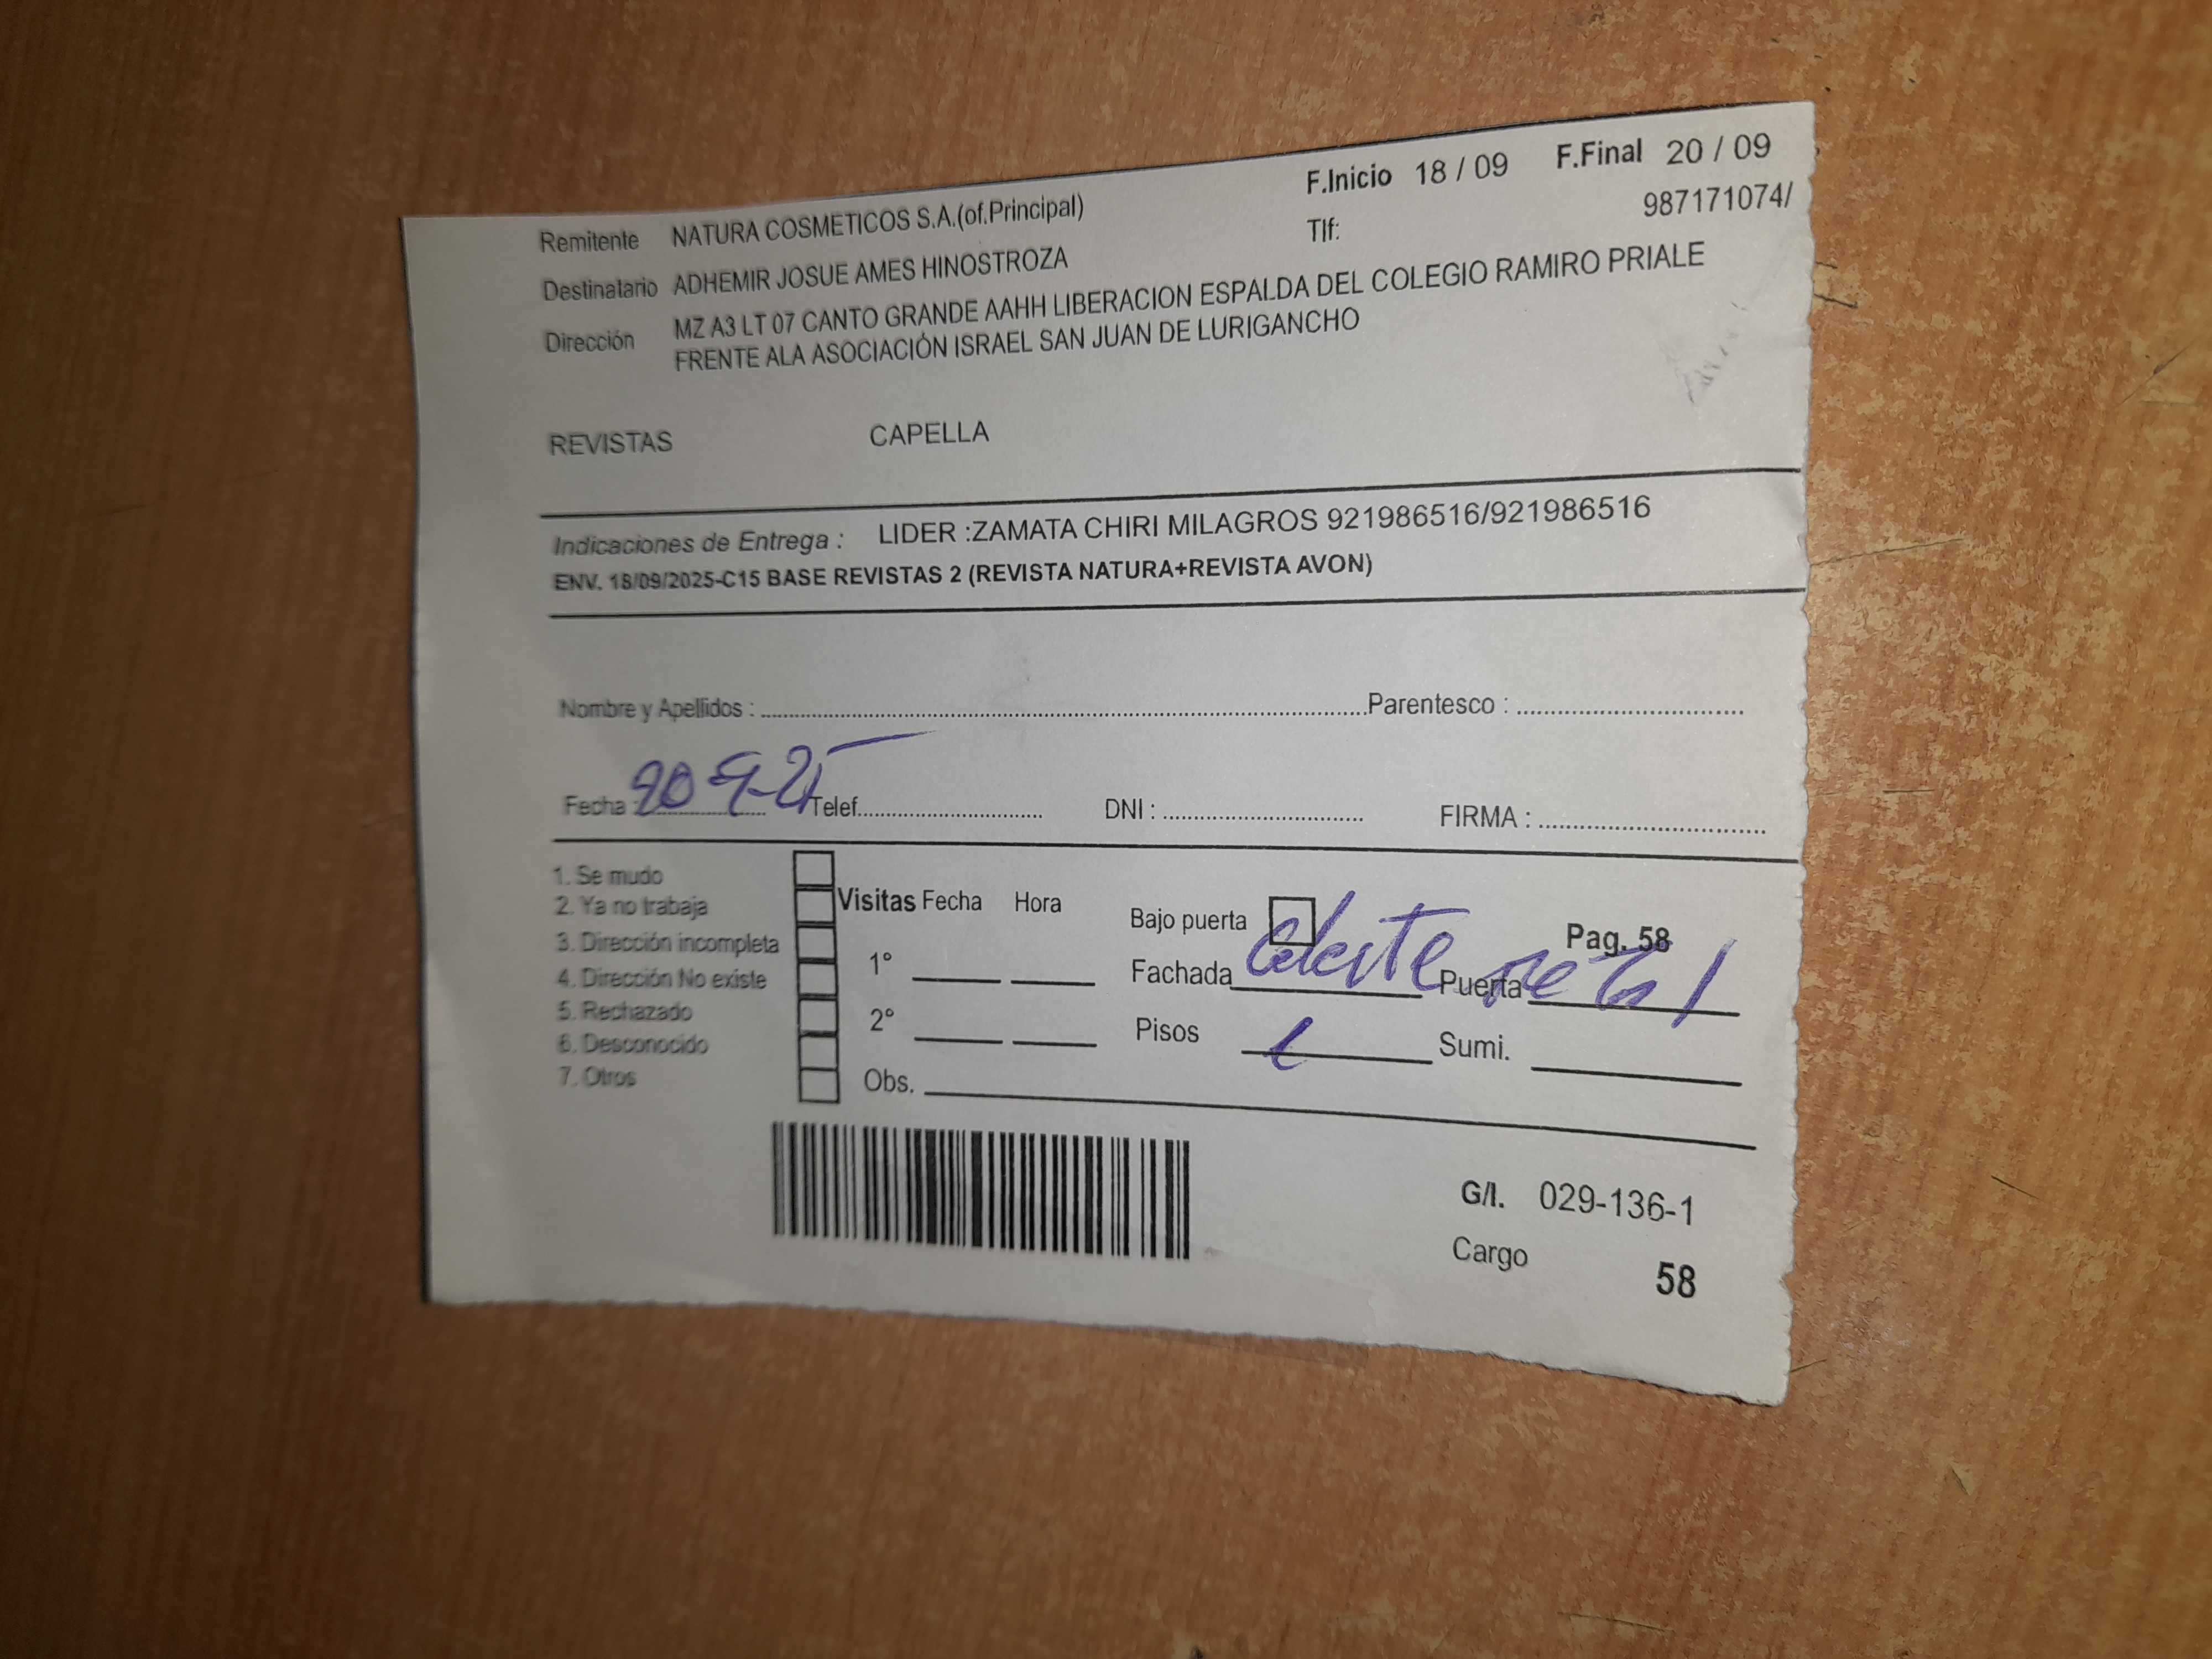 F.Inicio 18 / 09 F.Final 20 / 09
Remitente NATURA COSMETICOS S.A.(of.Principal) Tlf: 987171074/
Destinatario ADHEMIR JOSUE AMES HINOSTROZA
Dirección MZ A3 LT 07 CANTO GRANDE AAHH LIBERACION ESPALDA DEL COLEGIO RAMIRO PRIALE
FRENTE ALA ASOCIACIÓN ISRAEL SAN JUAN DE LURIGANCHO
REVISTAS CAPELLA
Indicaciones de Entrega : LIDER :ZAMATA CHIRI MILAGROS 921986516/921986516
ENV. 18/09/2025-C15 BASE REVISTAS 2 (REVISTA NATURA+REVISTA AVON)
Nombre y Apellidos : Parentesco :
Fecha : 20 9-25 Telef. DNI : FIRMA :
1. Se mudo
2. Ya no trabaja
3. Dirección incompleta
4. Dirección No existe
5. Rechazado
6. Desconocido
7. Otros
Visitas Fecha Hora
1°
2°
Obs.
Bajo puerta Pag. 58
Fachada Celeste Puerta
Pisos 1 Sumi.
G/I. 029-136-1
Cargo 58